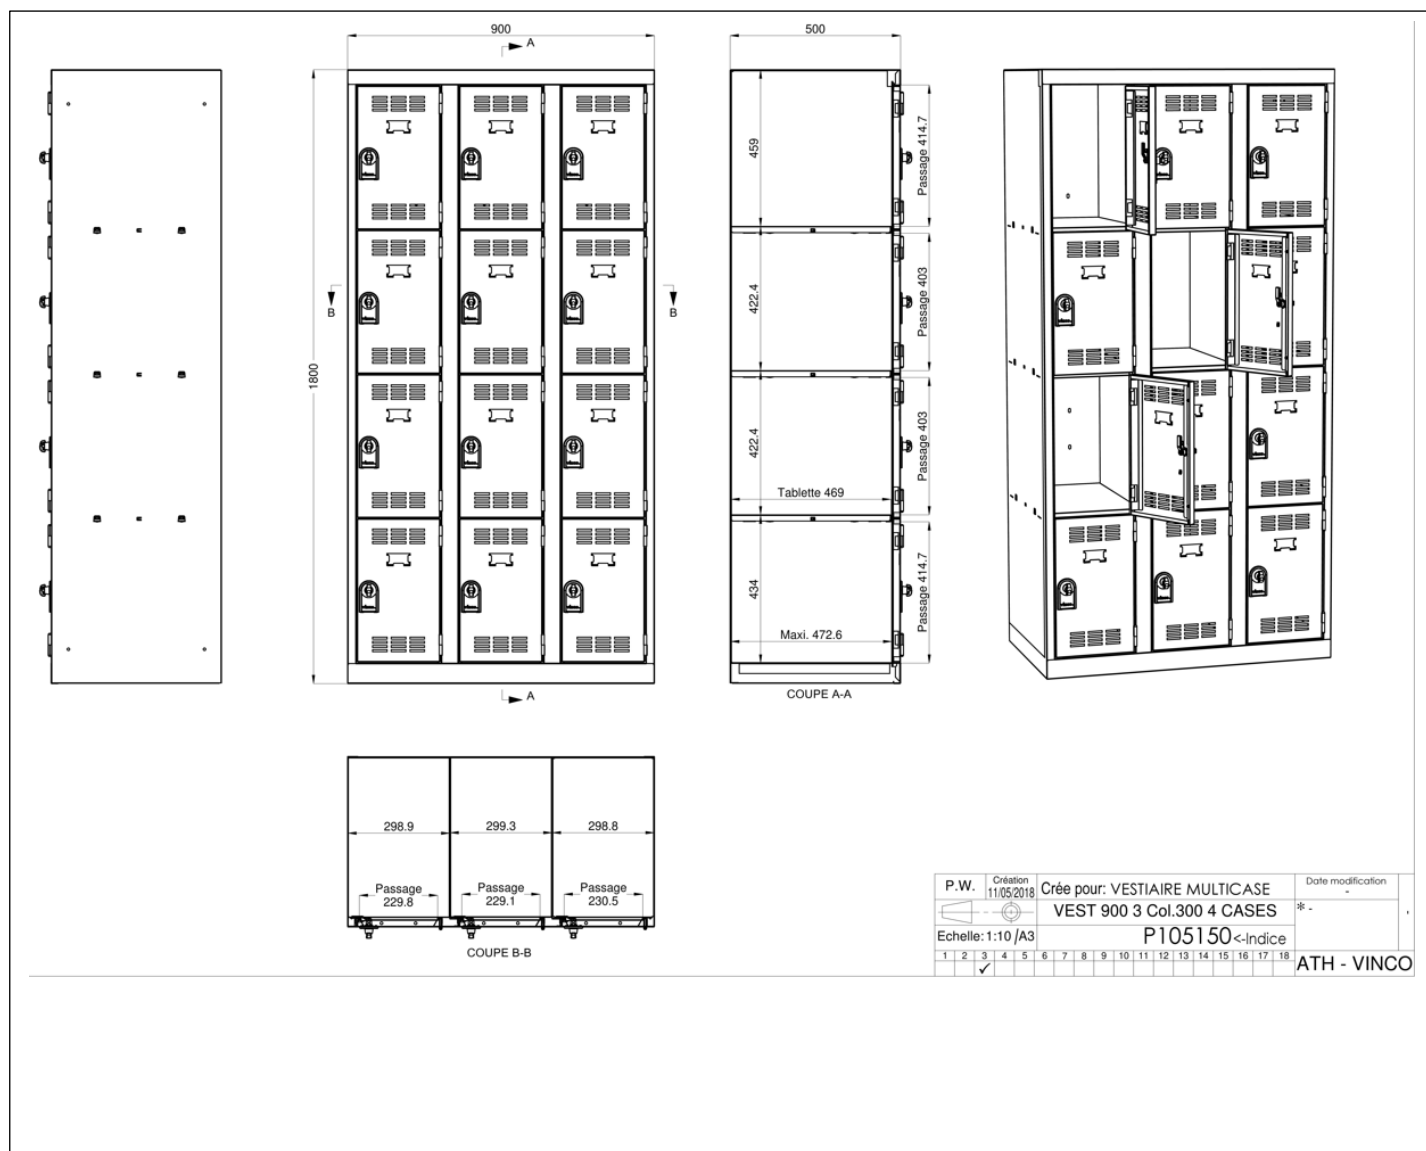 900
A
500
1800
B
B
A
459
422.4
422.4
434
Tablette 469
Maxi. 472.6
Passage 414.7
Passage 403
Passage 403
Passage 414.7
COUPE A-A
298.9
299.3
298.8
Passage
229.8
Passage
229.1
Passage
230.5
COUPE B-B
P.W.
Création
11/05/2018
Crée pour: VESTIAIRE MULTICASE
Date modification
-
VEST 900 3 Col.300 4 CASES
* -
Echelle: 1:10 /A3
P105150 <-Indice
1 2 3 4 5 6 7 8 9 10 11 12 13 14 15 16 17 18
✓
ATH - VINCO